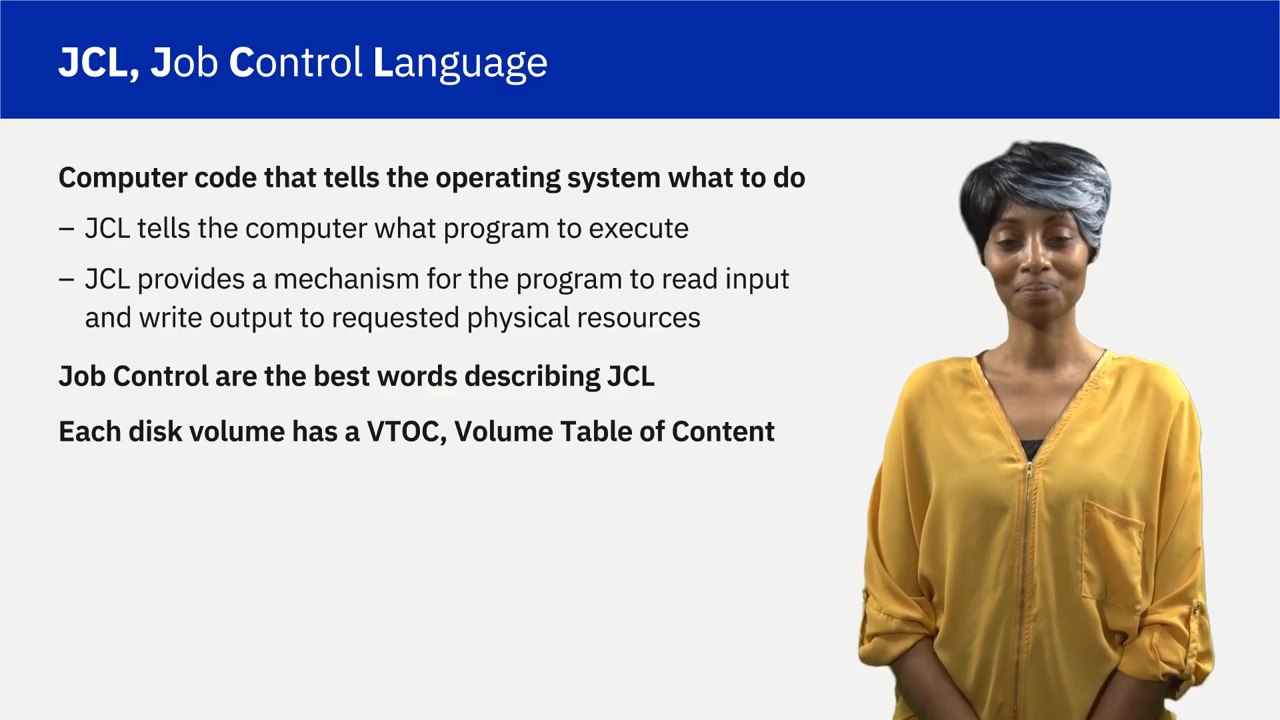 JCL, Job Control Language
Computer code that tells the operating system what to do
– JCL tells the computer what program to execute
– JCL provides a mechanism for the program to read input
and write output to requested physical resources
Job Control are the best words describing JCL
Each disk volume has a VTOC, Volume Table of Content